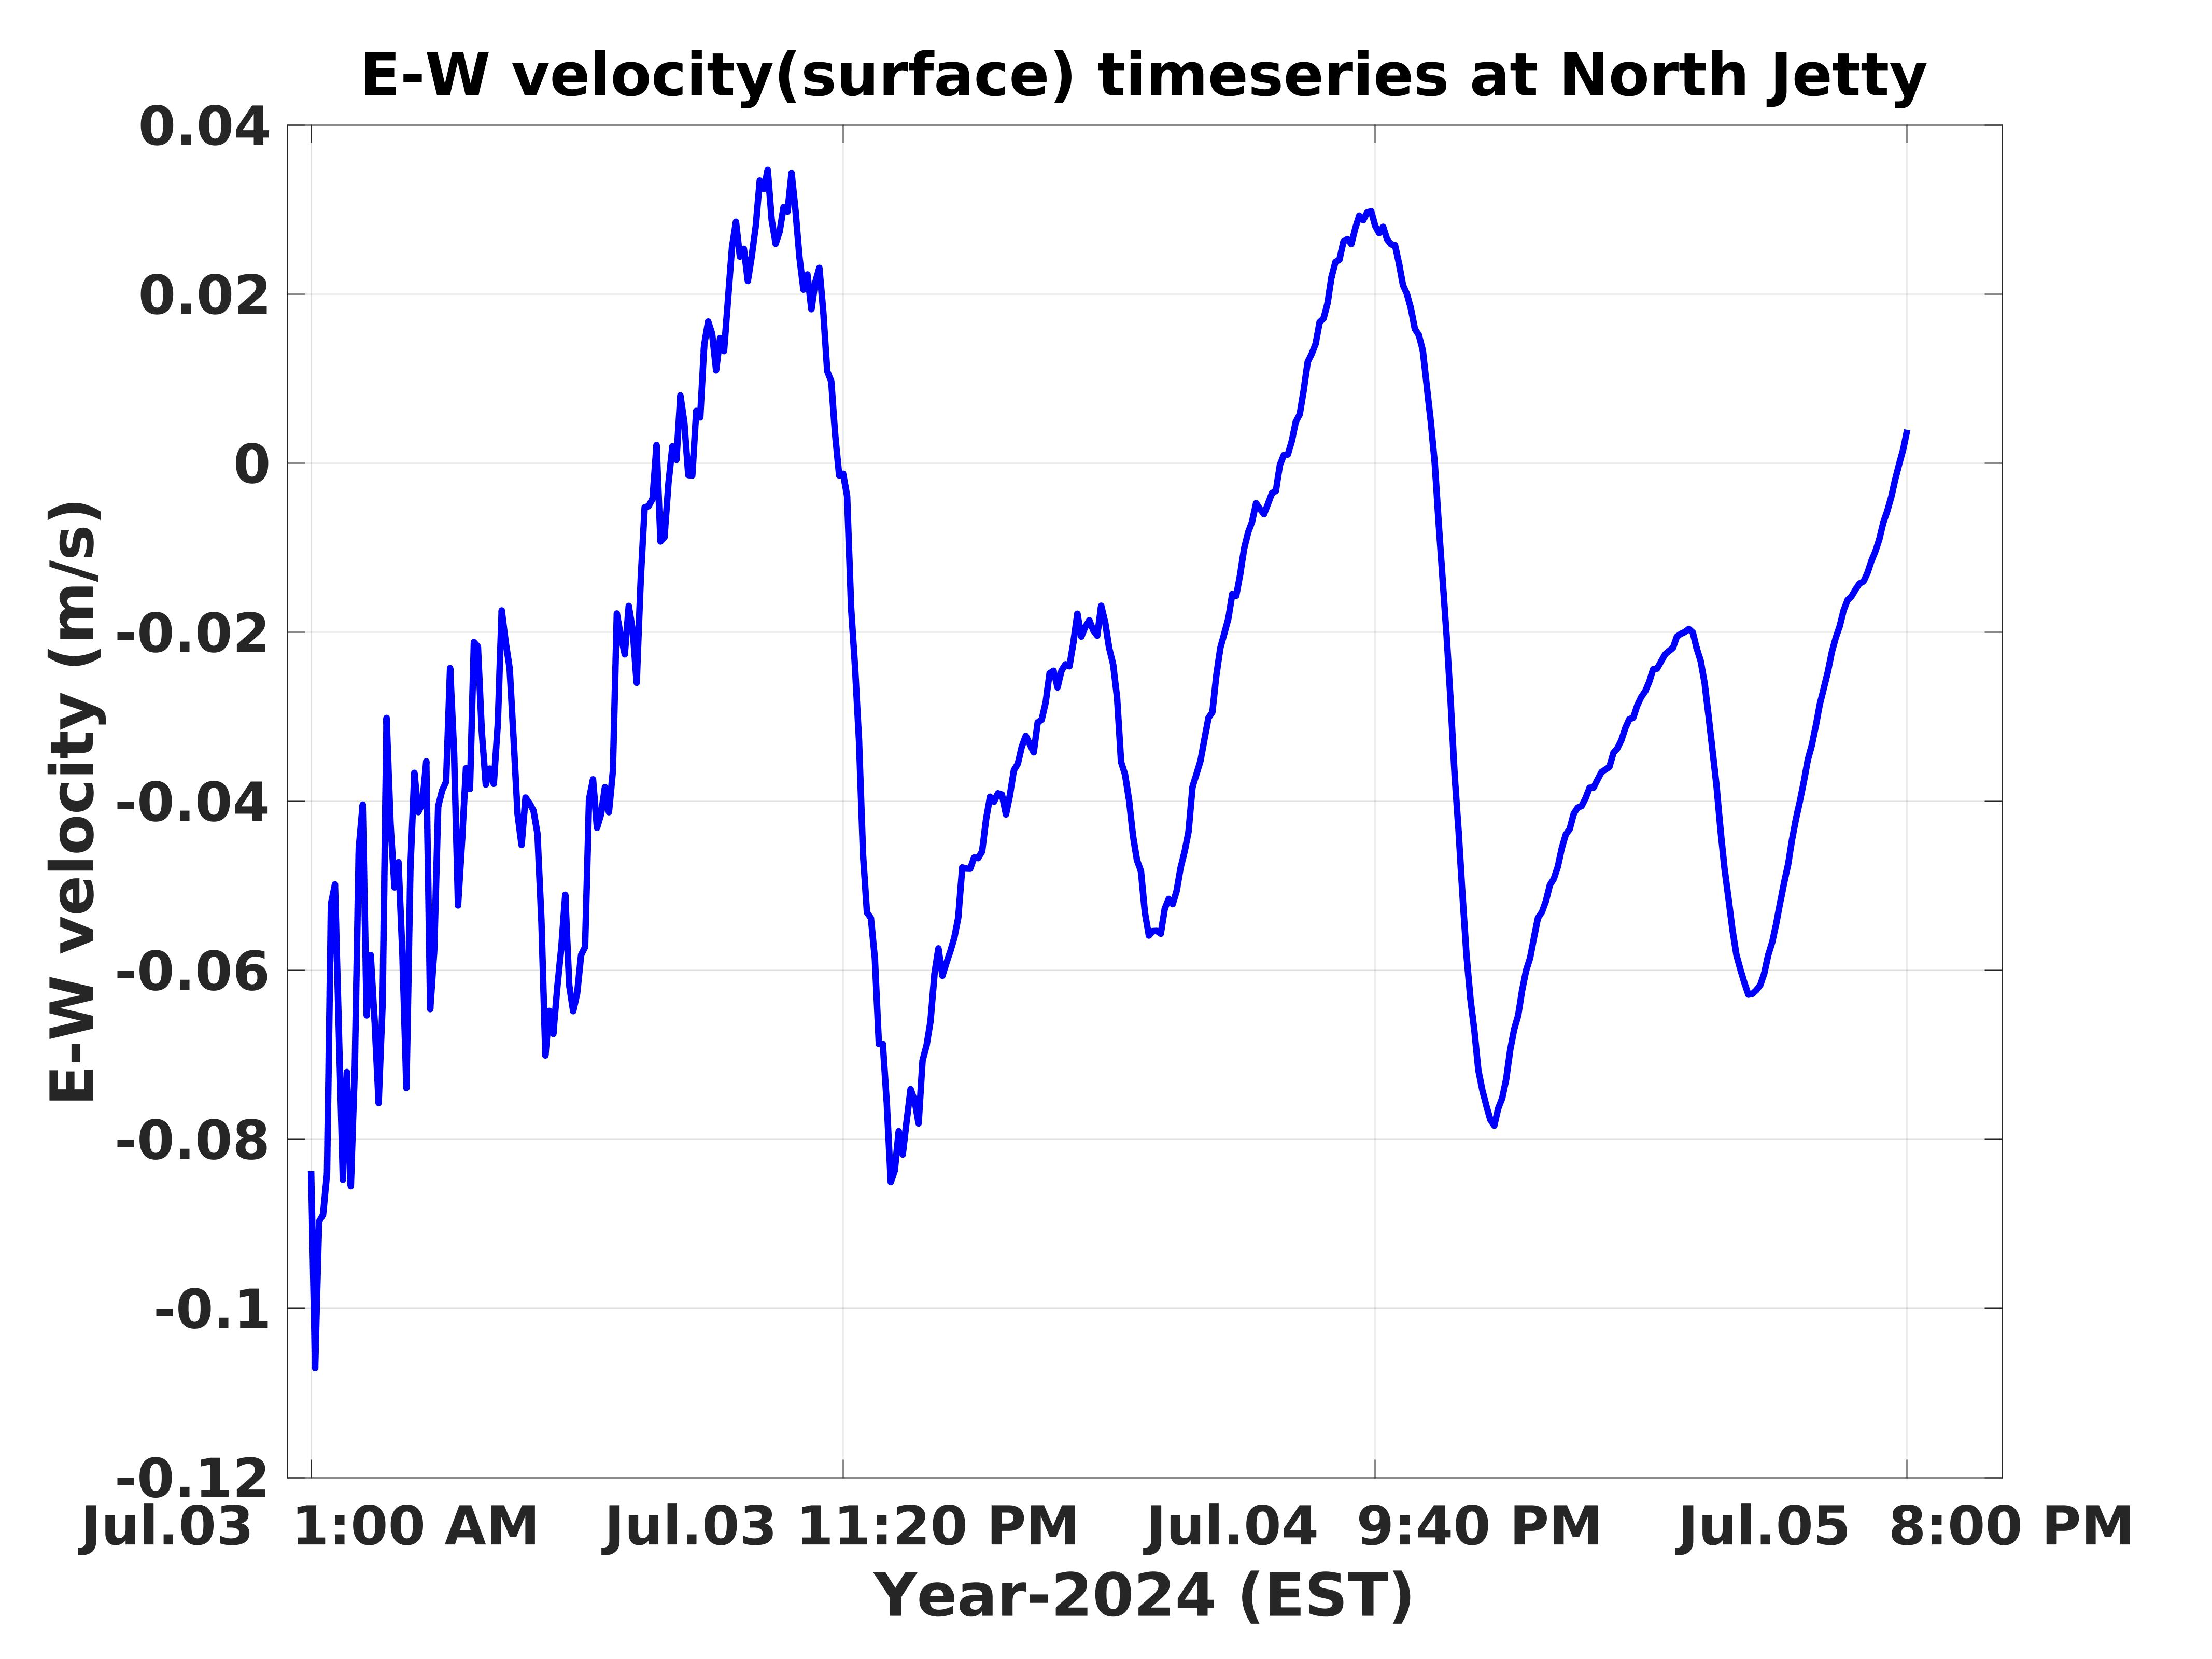 E-W velocity(surface) timeseries at North Jetty
E-W velocity (m/s)
0.04
0.02
0
-0.02
-0.04
-0.06
-0.08
-0.1
-0.12
Jul.03 1:00 AM
Jul.03 11:20 PM
Jul.04 9:40 PM
Jul.05 8:00 PM
Year-2024 (EST)